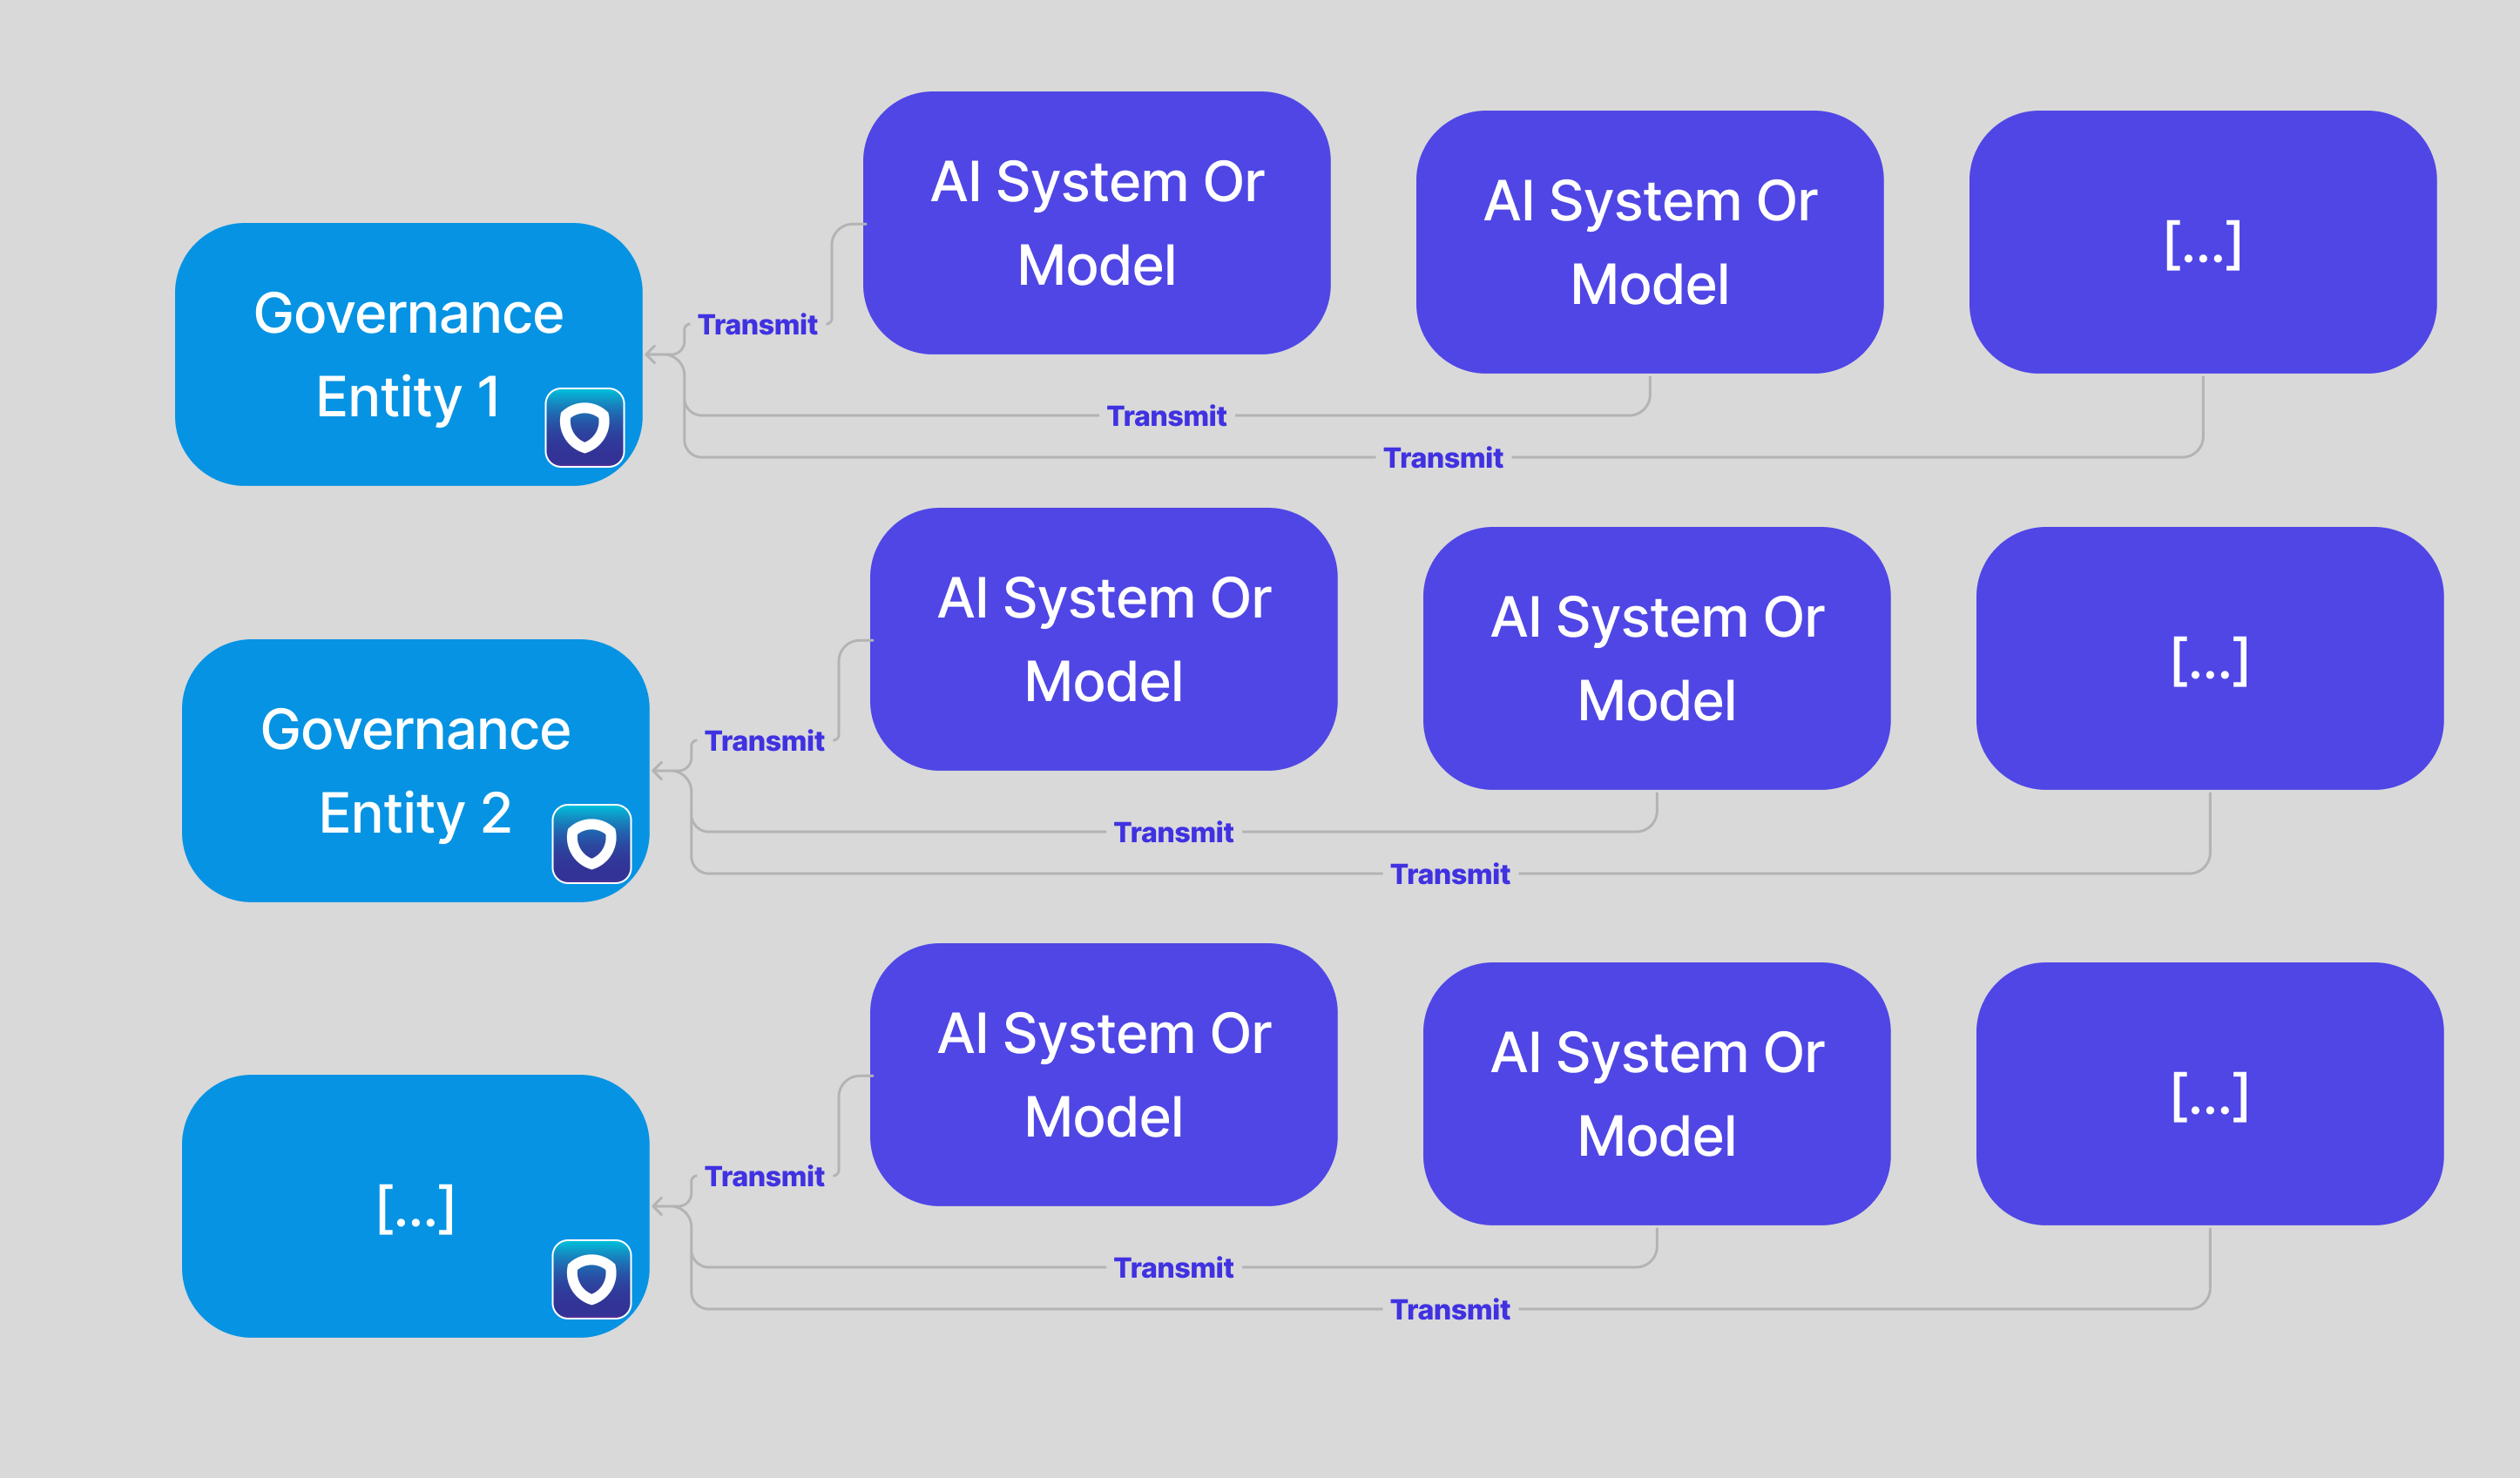 AI System Or
Model
AI System Or
Model
[...]
Governance
Entity 1
Transmit
Transmit
Transmit
AI System Or
Model
AI System Or
Model
[...]
Governance
Entity 2
Transmit
Transmit
Transmit
AI System Or
Model
AI System Or
Model
[...]
[...]
Transmit
Transmit
Transmit